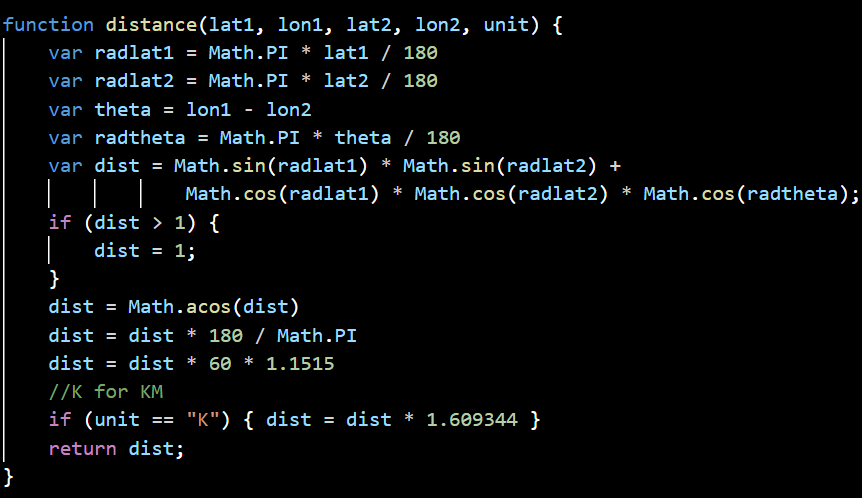 function distance(lat1, lon1, lat2, lon2, unit) {
    var radlat1 = Math.PI * lat1 / 180
    var radlat2 = Math.PI * lat2 / 180
    var theta = lon1 - lon2
    var radtheta = Math.PI * theta / 180
    var dist = Math.sin(radlat1) * Math.sin(radlat2) +
                Math.cos(radlat1) * Math.cos(radlat2) * Math.cos(radtheta);
    if (dist > 1) {
        dist = 1;
    }
    dist = Math.acos(dist)
    dist = dist * 180 / Math.PI
    dist = dist * 60 * 1.1515
    //K for KM
    if (unit == "K") { dist = dist * 1.609344 }
    return dist;
}